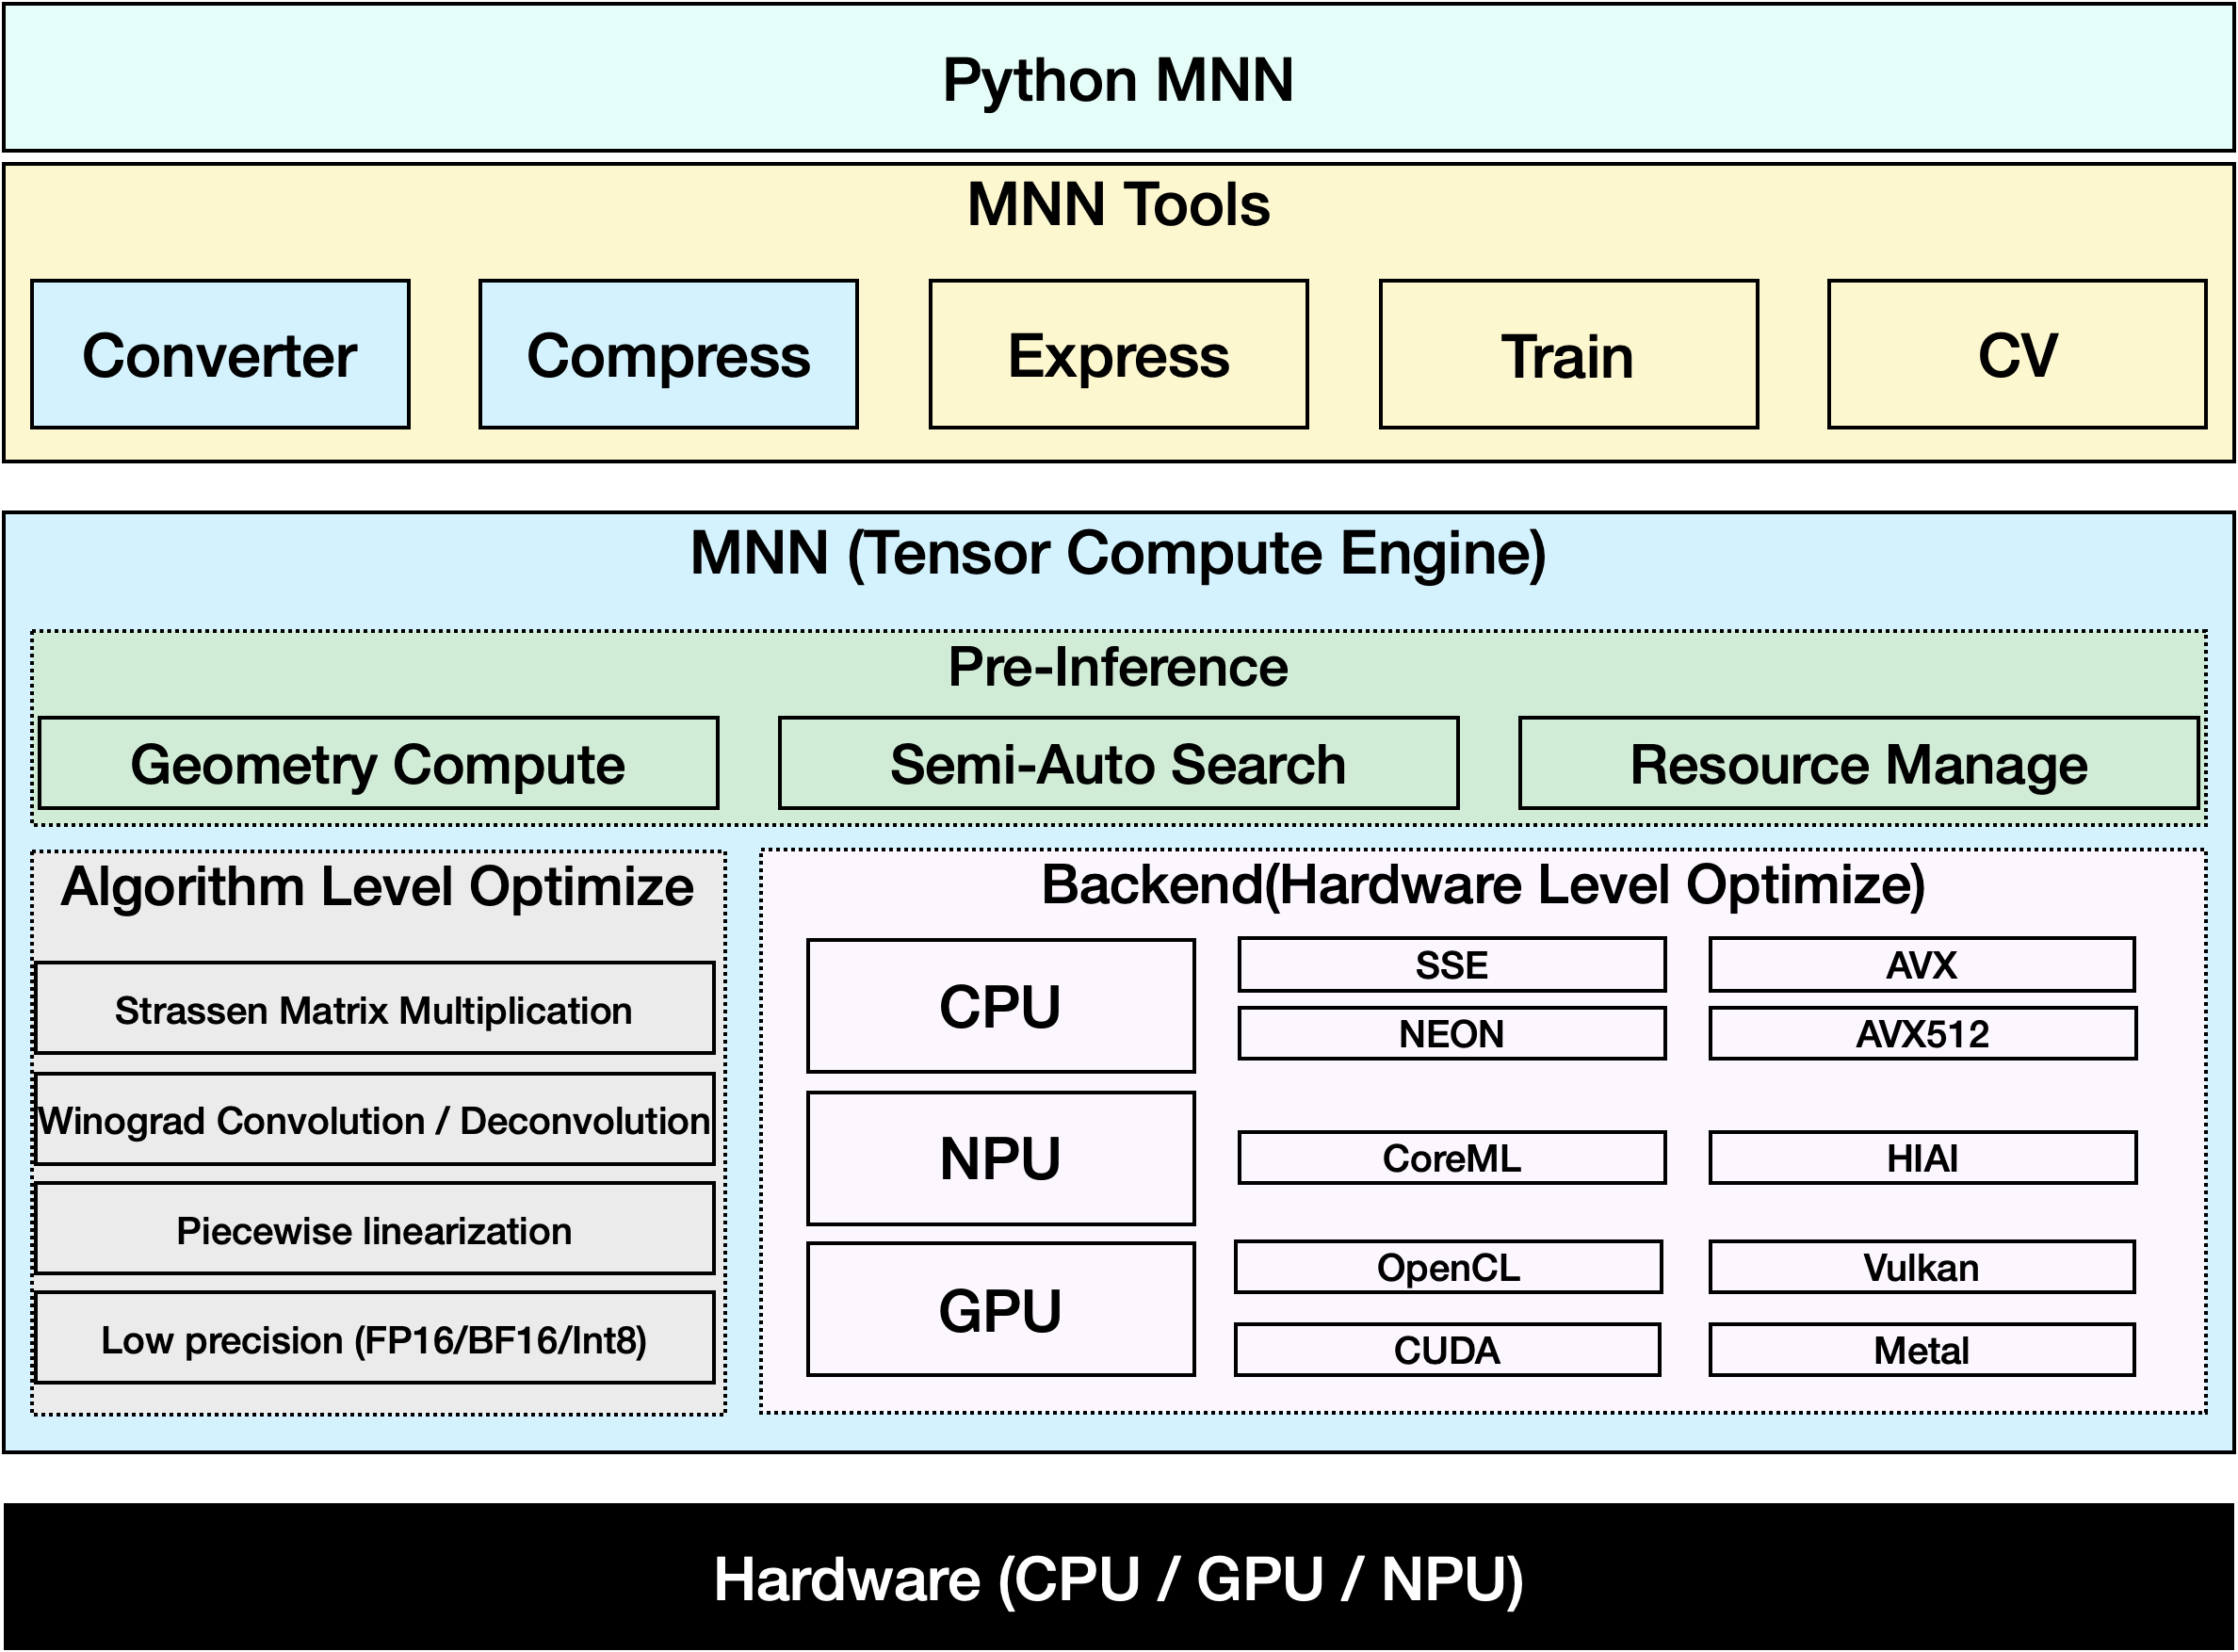 Python MNN
MNN Tools
Converter
Compress
Express
Train
CV
MNN (Tensor Compute Engine)
Pre-Inference
Geometry Compute
Semi-Auto Search
Resource Manage
Algorithm Level Optimize
Strassen Matrix Multiplication
Winograd Convolution / Deconvolution
Piecewise linearization
Low precision (FP16/BF16/Int8)
Backend(Hardware Level Optimize)
CPU
SSE
AVX
NEON
AVX512
NPU
CoreML
HIAI
GPU
OpenCL
Vulkan
CUDA
Metal
Hardware (CPU / GPU / NPU)